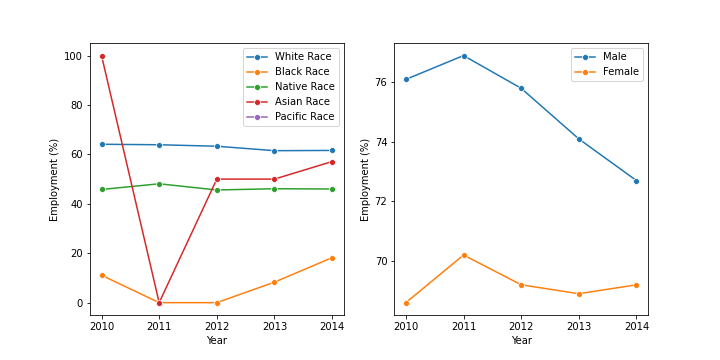 100
80
60
40
20
0
Employment (%)
2010 2011 2012 2013 2014
Year
White Race
Black Race
Native Race
Asian Race
Pacific Race
76
74
72
70
Employment (%)
2010 2011 2012 2013 2014
Year
Male
Female